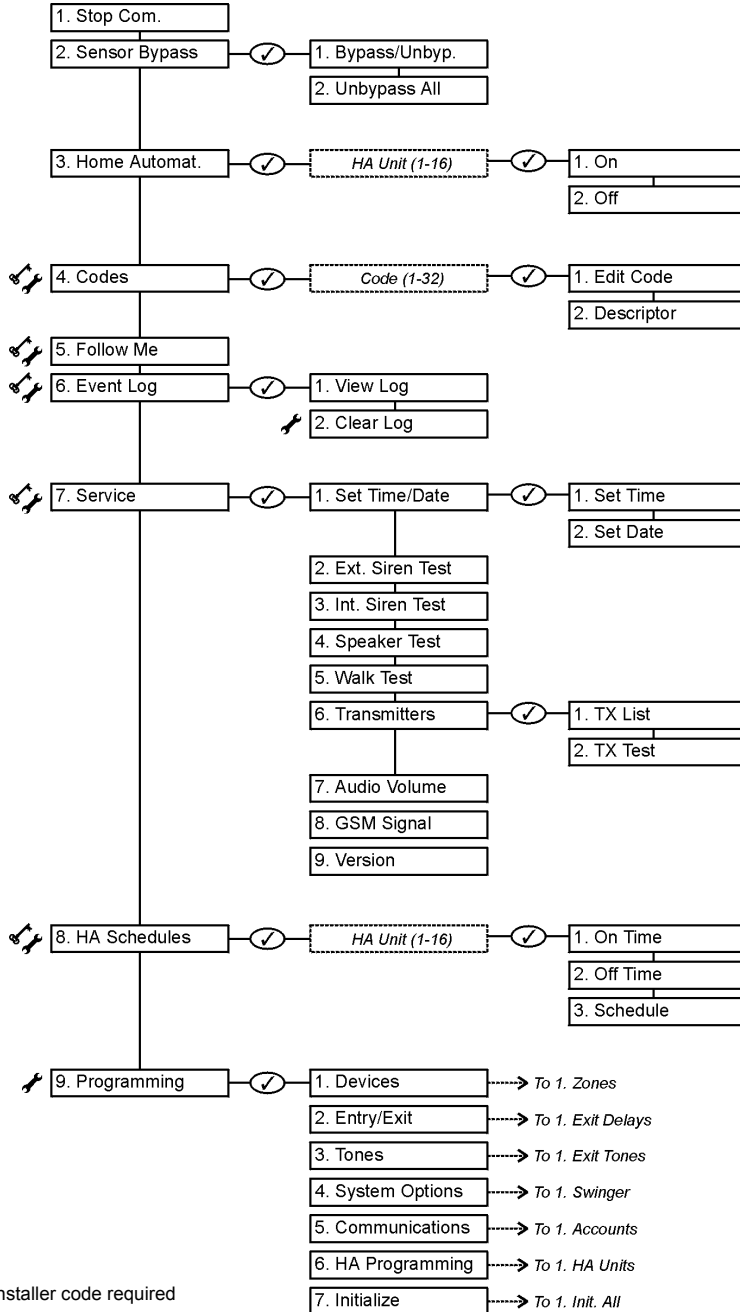 1. Stop Com.
2. Sensor Bypass
1. Bypass/Unbyp.
2. Unbypass All
3. Home Automat.
HA Unit (1-16)
1. On
2. Off
4. Codes
Code (1-32)
1. Edit Code
2. Descriptor
5. Follow Me
6. Event Log
1. View Log
2. Clear Log
7. Service
1. Set Time/Date
1. Set Time
2. Set Date
2. Ext. Siren Test
3. Int. Siren Test
4. Speaker Test
5. Walk Test
6. Transmitters
1. TX List
2. TX Test
7. Audio Volume
8. GSM Signal
9. Version
8. HA Schedules
HA Unit (1-16)
1. On Time
2. Off Time
3. Schedule
9. Programming
1. Devices
To 1. Zones
2. Entry/Exit
To 1. Exit Delays
3. Tones
To 1. Exit Tones
4. System Options
To 1. Swinger
5. Communications
To 1. Accounts
6. HA Programming
To 1. HA Units
7. Initialize
To 1. Init. All
nstaller code required